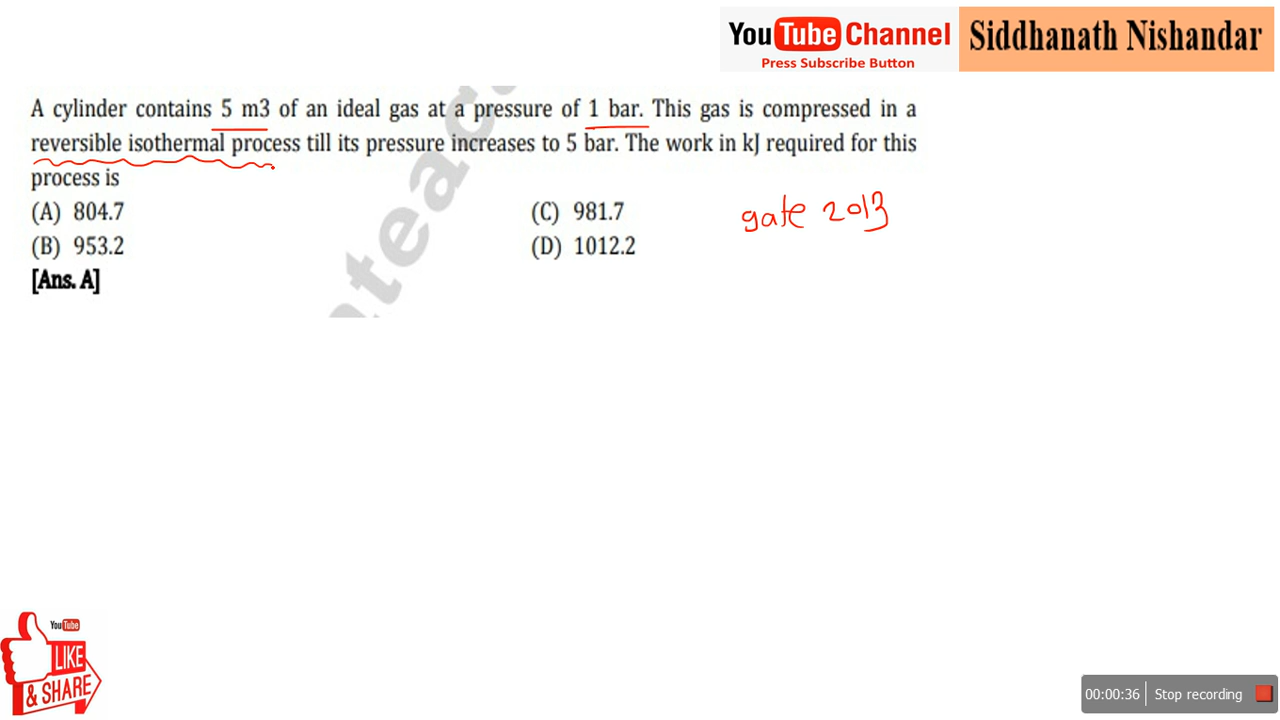 YouTube Channel
Press Subscribe Button
Siddhanath Nishandar
A cylinder contains 5 m3 of an ideal gas at a pressure of 1 bar. This gas is compressed in a
reversible isothermal process till its pressure increases to 5 bar. The work in kJ required for this
process is
(A) 804.7
(C) 981.7
(B) 953.2
(D) 1012.2
[Ans. A]
gate 2013
YouTube
LIKE
& SHARE
00:00:36 Stop recording